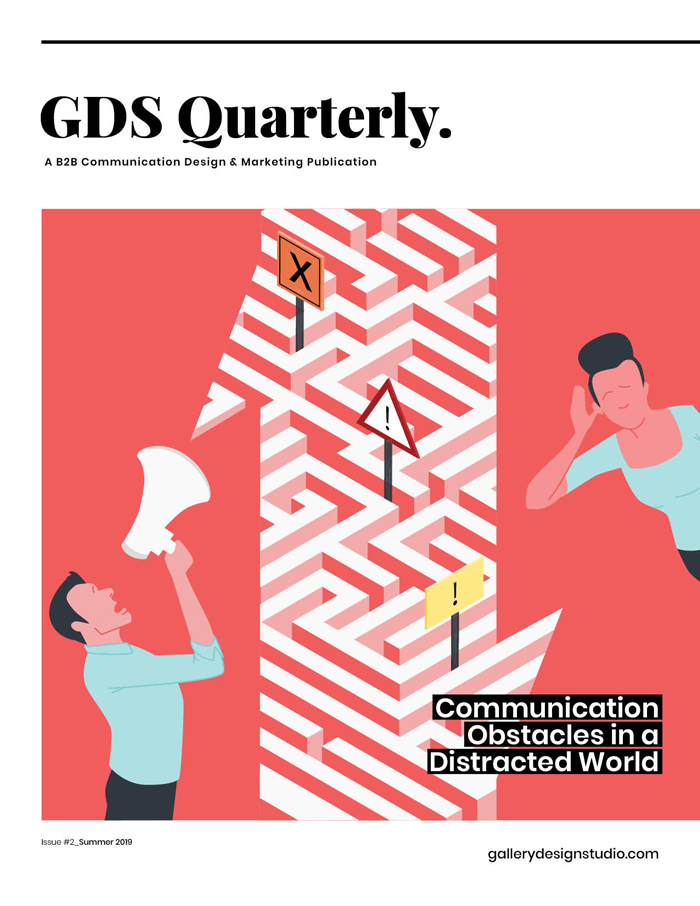 GDS Quarterly.
A B2B Communication Design & Marketing Publication
X
!
!
Communication
Obstacles in a
Distracted World
Issue #2_Summer 2019
gallerydesignstudio.com